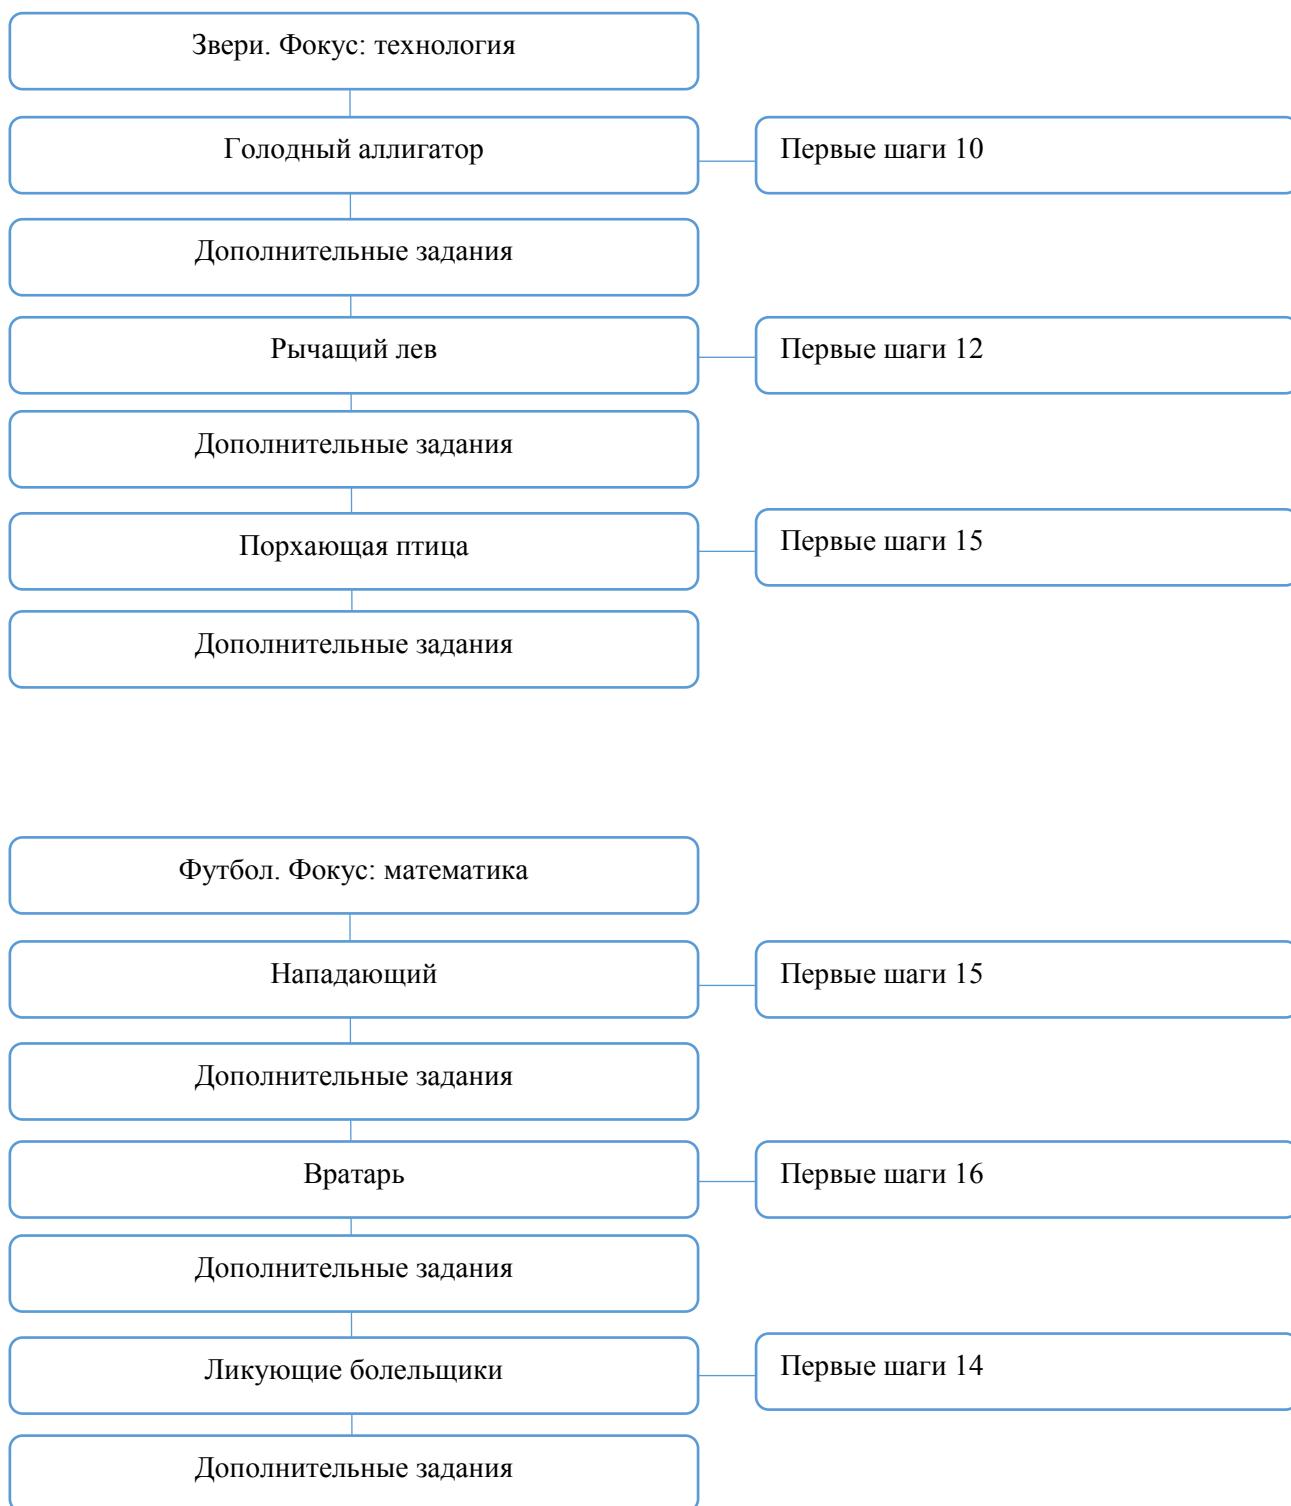 Звери. Фокус: технология
Голодный аллигатор
Первые шаги 10
Дополнительные задания
Рычащий лев
Первые шаги 12
Дополнительные задания
Порхающая птица
Первые шаги 15
Дополнительные задания
Футбол. Фокус: математика
Нападающий
Первые шаги 15
Дополнительные задания
Вратарь
Первые шаги 16
Дополнительные задания
Ликующие болельщики
Первые шаги 14
Дополнительные задания